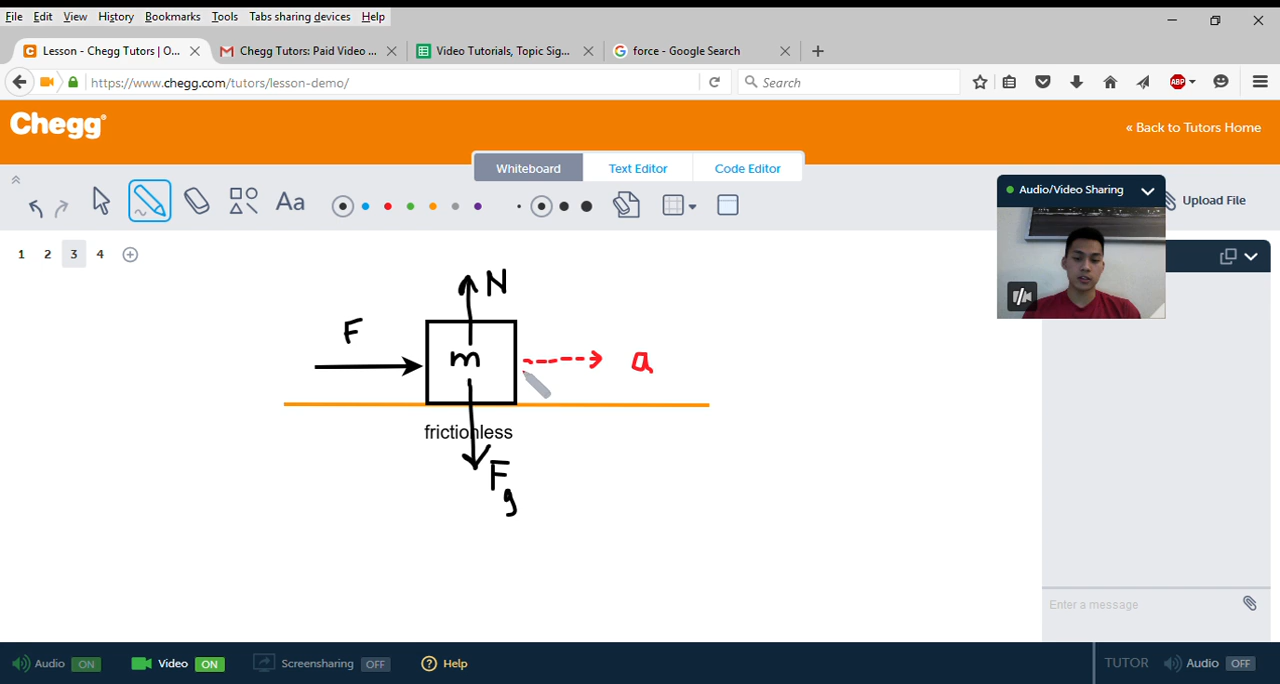 File Edit View History Bookmarks Tools Tabs sharing devices Help
Lesson - Chegg Tutors | O... Chegg Tutors: Paid Video ... Video Tutorials, Topic Sig... force - Google Search
https://www.chegg.com/tutors/lesson-demo/ Search ABP
Chegg
« Back to Tutors Home
Whiteboard Text Editor Code Editor
Aa
Audio/Video Sharing
Upload File
1 2 3 4
N
F
m
a
frictionless
Fg
Enter a message
Audio ON Video ON Screensharing OFF ? Help TUTOR Audio OFF